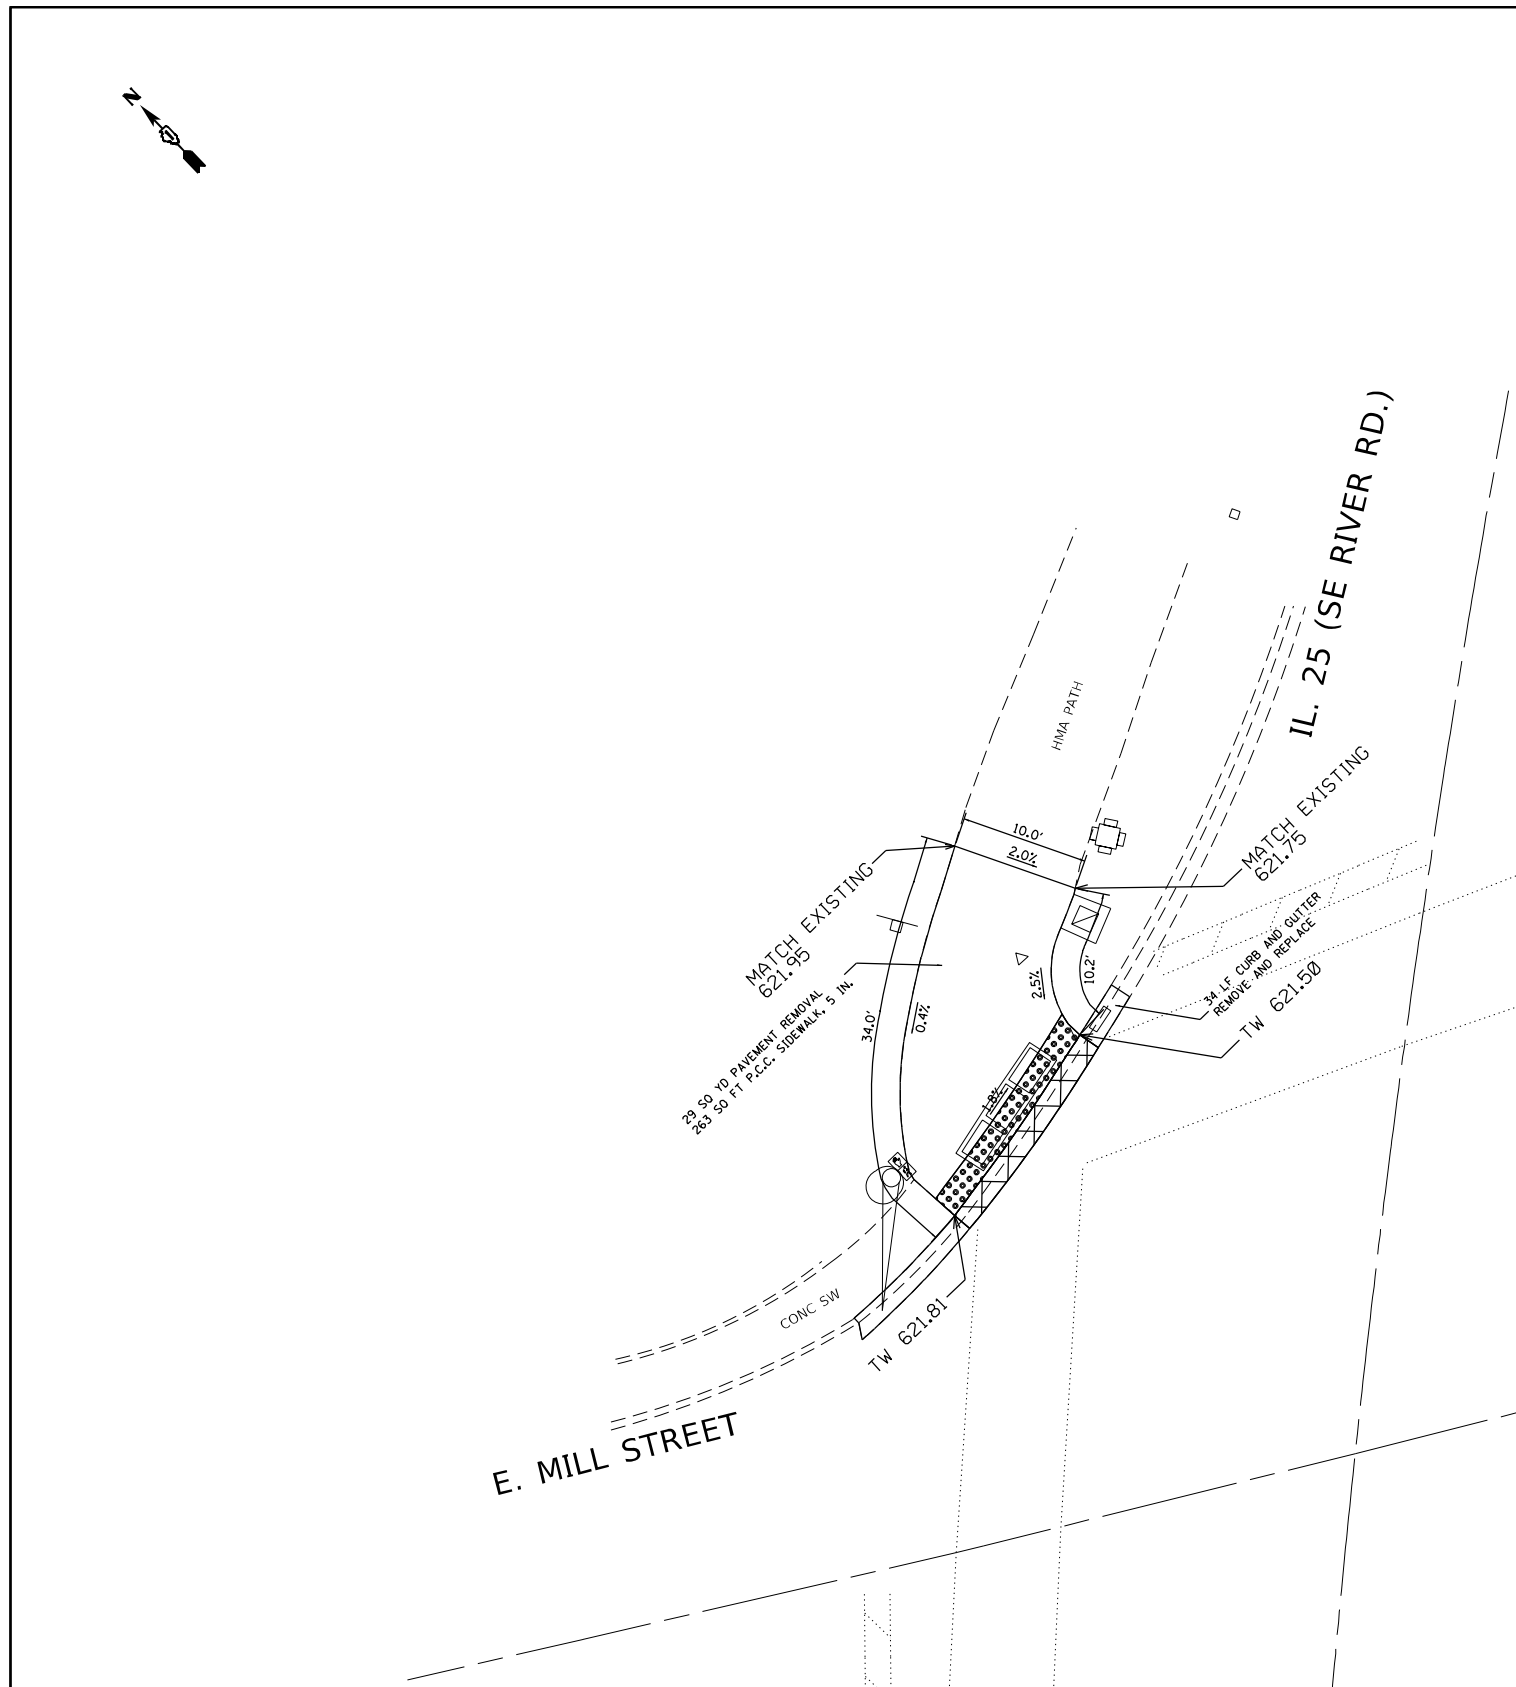 N
IL. 25 (SE RIVER RD.)
HMA PATH
MATCH EXISTING
621.75
10.0'
2.0%
MATCH EXISTING
621.95
34 LF CURB AND GUTTER
REMOVE AND REPLACE
TW 621.50
10.2'
2.5%
34.0'
0.4%
29 SQ YD PAVEMENT REMOVAL
263 SQ FT P.C.C. SIDEWALK, 5 IN.
1.8%
CONC SW
TW 621.81
E. MILL STREET